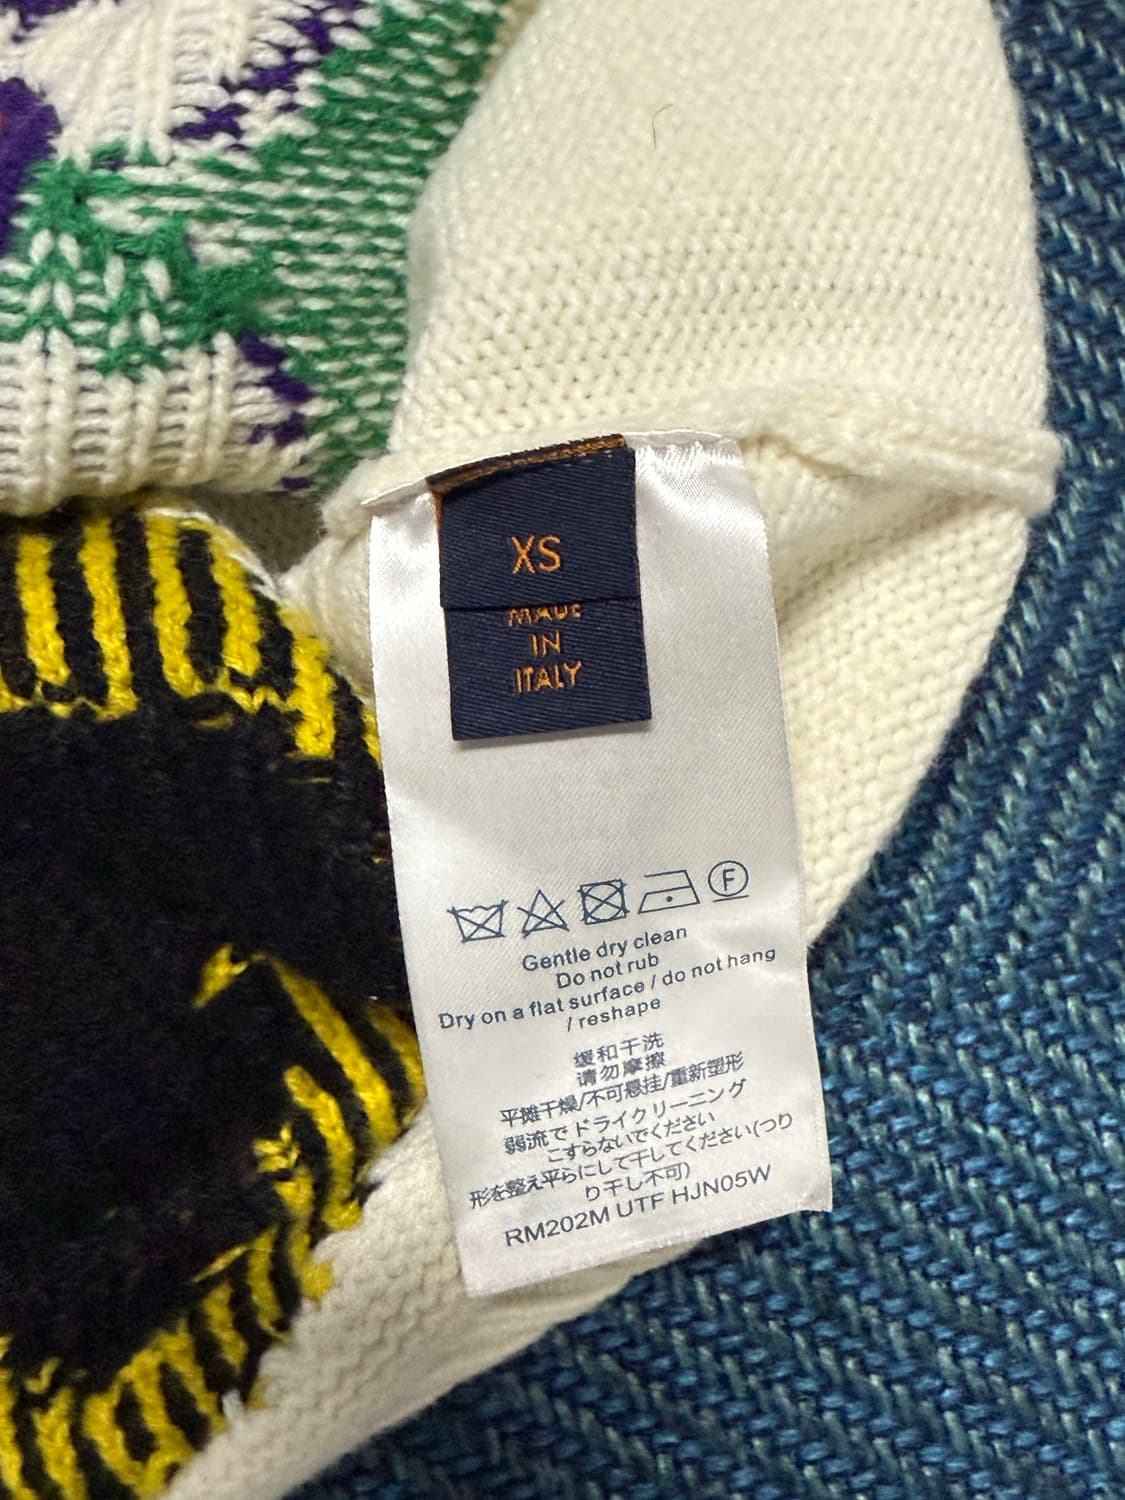 XS
MADE
IN
ITALY
F
Gentle dry clean
Do not rub
Dry on a flat surface / do not hang
/ reshape
缓和干洗
请勿摩擦
平摊干燥/不可悬挂/重新塑形
弱流でドライクリーニング
こすらないでください
形を整え平らにして干してください(つり
り干し不可)
RM202M UTF HJN05W